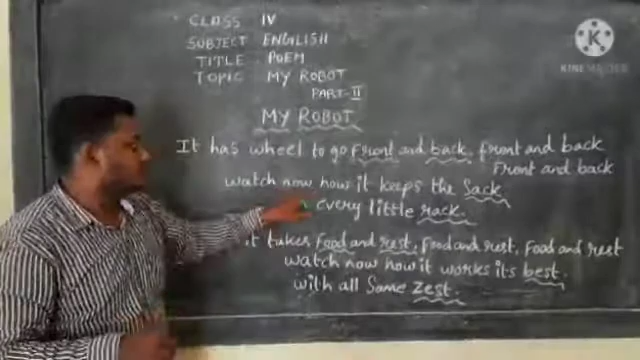 CLASS IV
SUBJECT ENGLISH
TITLE POEM
TOPIC MY ROBOT
PART-II
MY ROBOT
It has wheel to go Front and back, front and back
Front and back
watch now how it keeps the Sack
every little rack.
it takes Food and rest, Food and rest, Food and rest
watch now how it works its best.
with all Same zest.
KINEMASTER